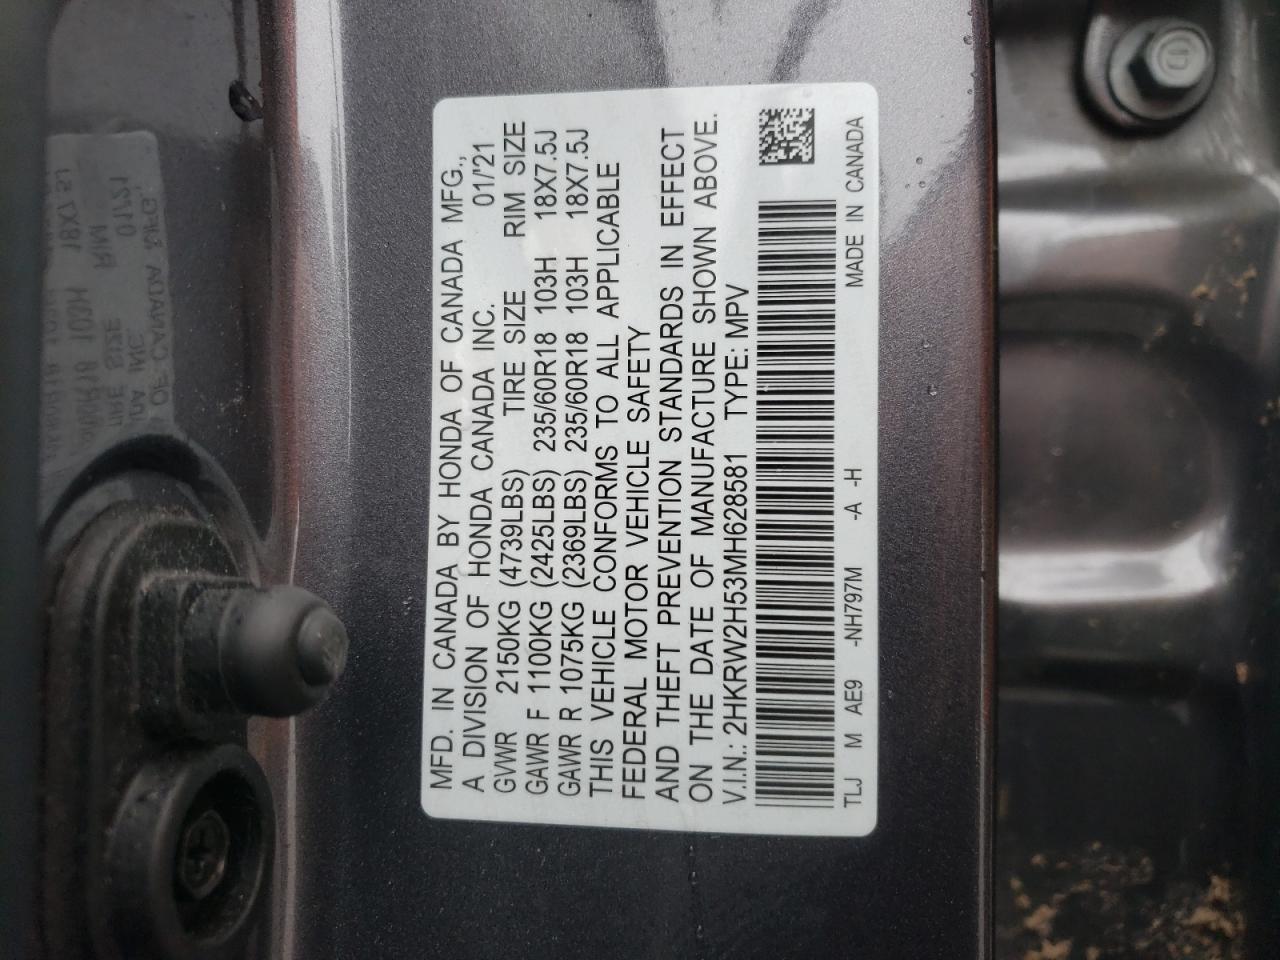 MFD. IN CANADA BY HONDA OF CANADA MFG.,
A DIVISION OF HONDA CANADA INC. 01/'21
GVWR 2150KG (4739LBS) TIRE SIZE RIM SIZE
GAWR F 1100KG (2425LBS) 235/60R18 103H 18X7.5J
GAWR R 1075KG (2369LBS) 235/60R18 103H 18X7.5J
THIS VEHICLE CONFORMS TO ALL APPLICABLE
FEDERAL MOTOR VEHICLE SAFETY
AND THEFT PREVENTION STANDARDS IN EFFECT
ON THE DATE OF MANUFACTURE SHOWN ABOVE.
V.I.N.: 2HKRW2H53MH628581 TYPE: MPV
TLJ M AE9 -NH797M -A -H MADE IN CANADA